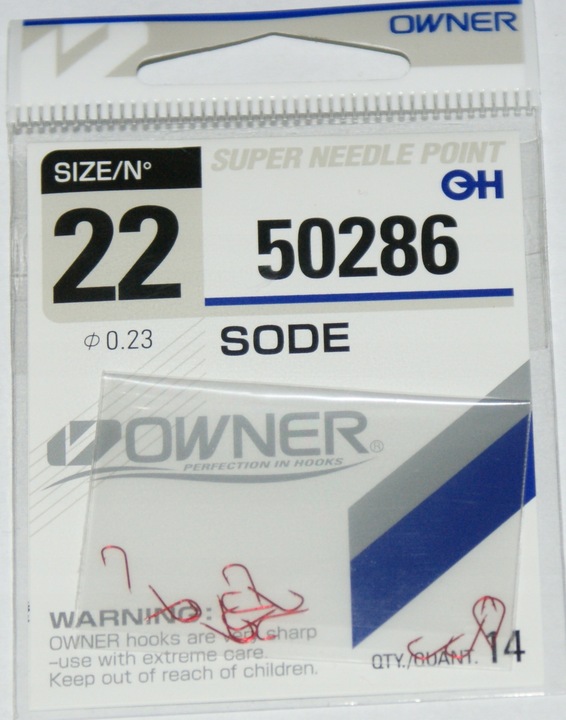 OWNER
SUPER NEEDLE POINT
SIZE/N°
22
50286
ϕ 0.23
SODE
OWNER®
PERFECTION IN HOOKS
WARNING:
OWNER hooks are very sharp
–use with extreme care.
Keep out of reach of children.
QTY./QUANT. 14